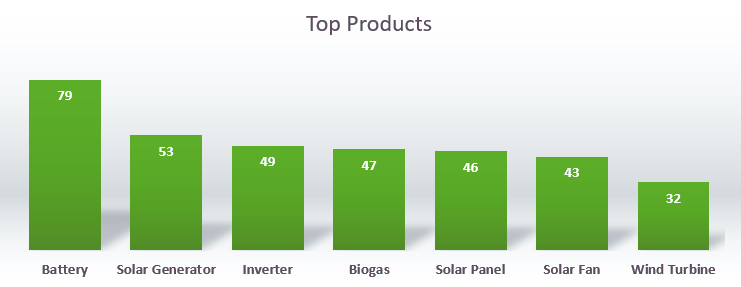 Top Products
79
53
49
47
46
43
32
Battery
Solar Generator
Inverter
Biogas
Solar Panel
Solar Fan
Wind Turbine